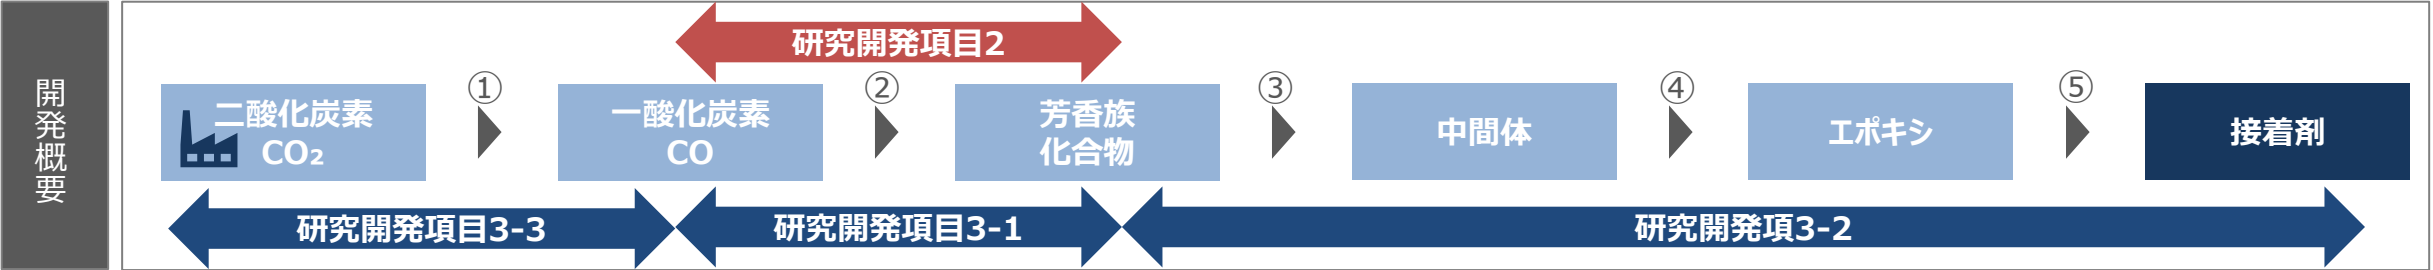 開発概要
研究開発項目2
①
②
③
④
⑤
二酸化炭素
CO₂
一酸化炭素
CO
芳香族
化合物
中間体
エポキシ
接着剤
研究開発項目3-3
研究開発項目3-1
研究開発項3-2